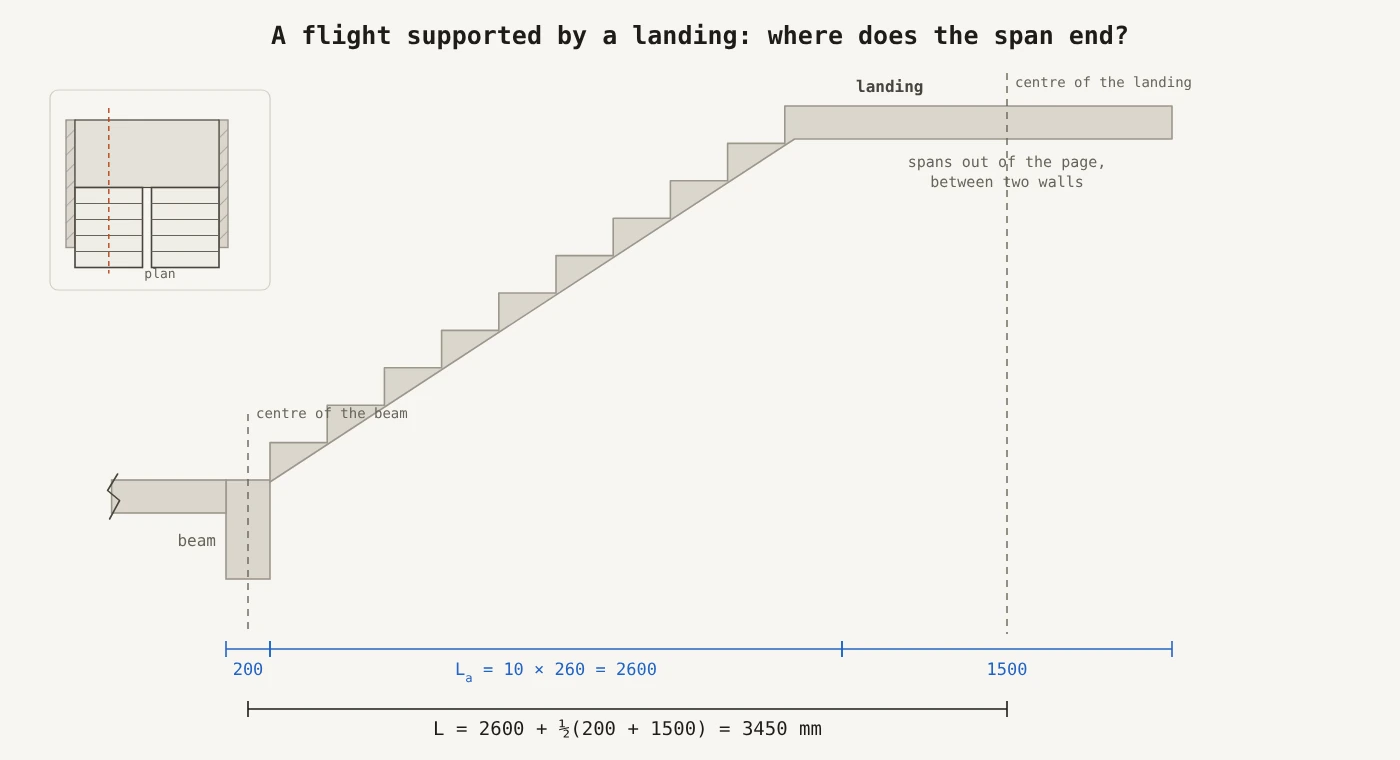 A flight supported by a landing: where does the span end?
landing
centre of the landing
spans out of the page,
between two walls
plan
centre of the beam
beam
200
Lₐ = 10 × 260 = 2600
1500
L = 2600 + ½(200 + 1500) = 3450 mm